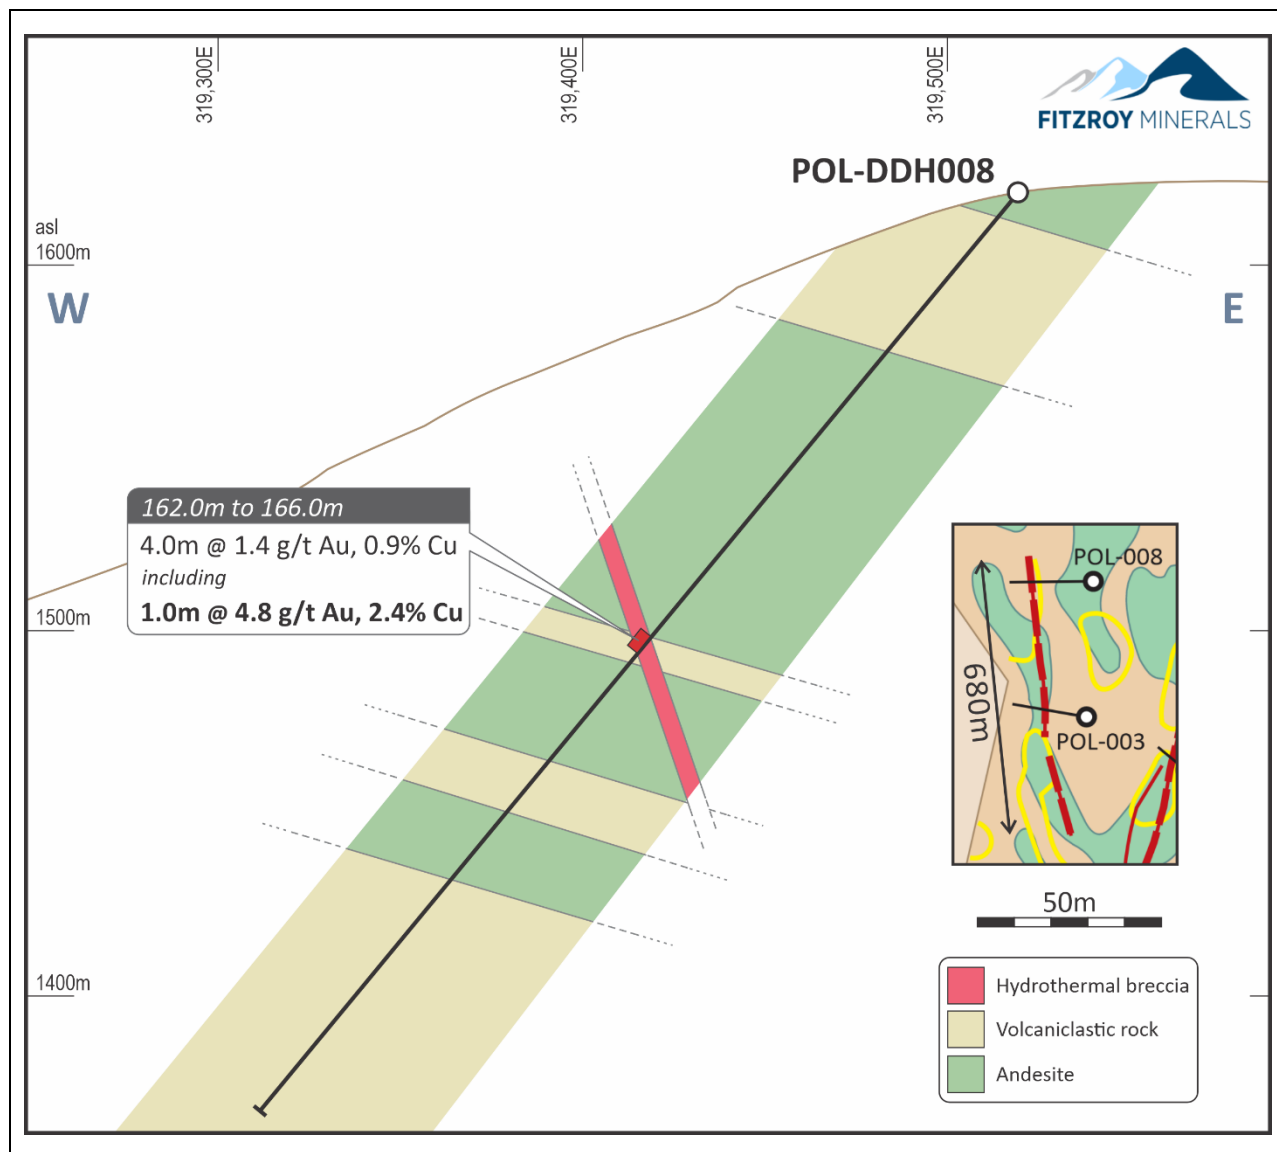 319,300E
319,400E
319,500E
FITZROY MINERALS
POL-DDH008
asl
1600m
W
E
162.0m to 166.0m
4.0m @ 1.4 g/t Au, 0.9% Cu
including
1.0m @ 4.8 g/t Au, 2.4% Cu
1500m
POL-008
680m
POL-003
50m
1400m
Hydrothermal breccia
Volcaniclastic rock
Andesite